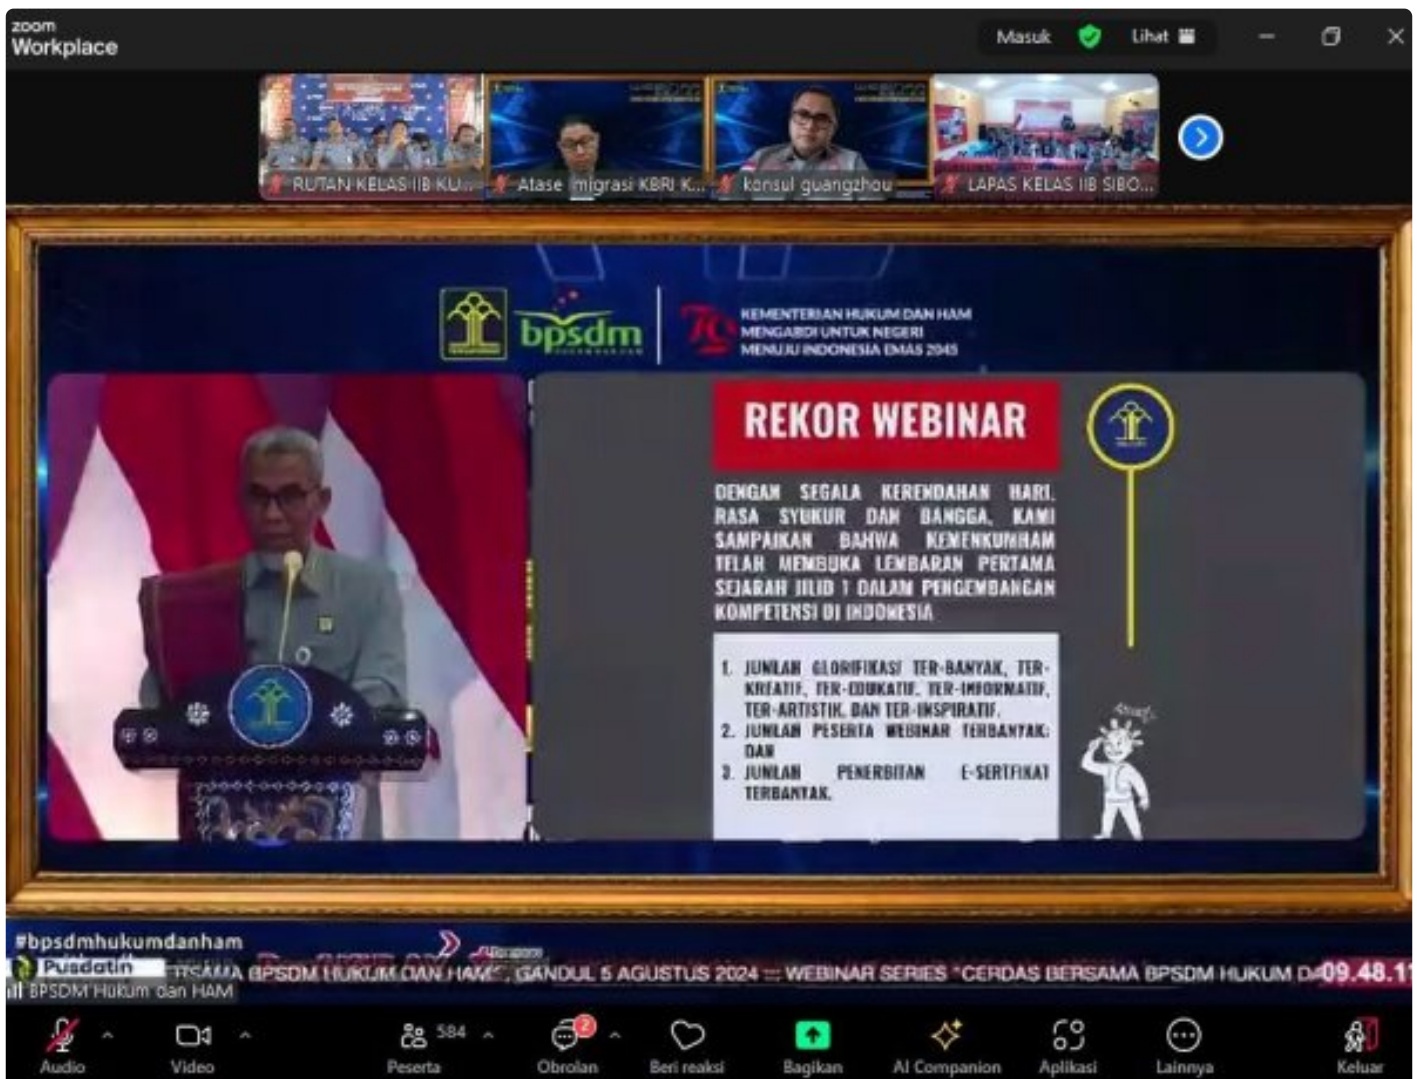 zoom
Workplace
Masuk
Lihat
RUTAN KELAS IIB KU...
Atase Imigrasi KBRI K...
konsul guangzhou
LAPAS KELAS IIB SIBO...
bpsdm
KEMENTERIAN HUKUM DAN HAM
MENGABDI UNTUK NEGERI
MENUJU INDONESIA EMAS 2045
REKOR WEBINAR
DENGAN SEGALA KERENDAHAN HARI,
RASA SYUKUR DAN BANGGA, KAMI
SAMPAIKAN BAHWA KEMENKUMHAM
TELAH MEMBUKA LEMBARAN PERTAMA
SEJARAH JILID 1 DALAM PENGEMBANGAN
KOMPETENSI DI INDONESIA
1. JUMLAH GLORIFIKASI TER-BANYAK, TER-
KREATIF, TER-EDUKATIF, TER-INFORMATIF,
TER-ARTISTIK, DAN TER-INSPIRATIF.
2. JUMLAH PESERTA WEBINAR TERBANYAK;
DAN
3. JUMLAH PENERBITAN E-SERTFIKAT
TERBANYAK.
#bpsdmhukumdanham
Pusdatin
BPSDM HUKUM DAN HAM", GANDUL 5 AGUSTUS 2024 ::: WEBINAR SERIES "CERDAS BERSAMA BPSDM HUKUM DA
09.48.11
BPSDM Hukum dan HAM
Audio
Video
584
Peserta
2
Obrolan
Beri reaksi
Bagikan
AI Companion
Aplikasi
Lainnya
Keluar